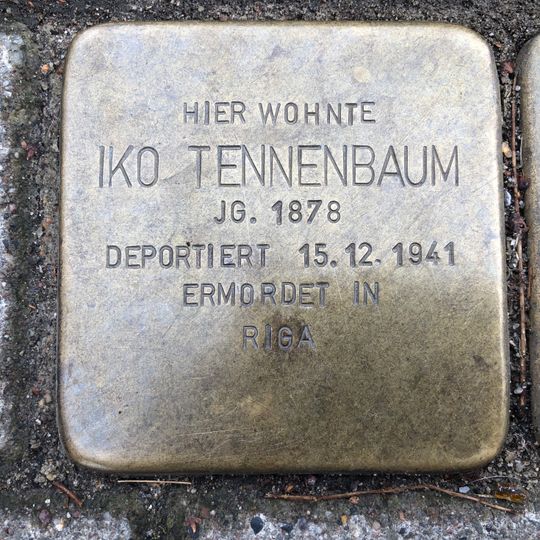 HIER WOHNTE
IKO TENNENBAUM
JG. 1878
DEPORTIERT 15.12.1941
ERMORDET IN
RIGA